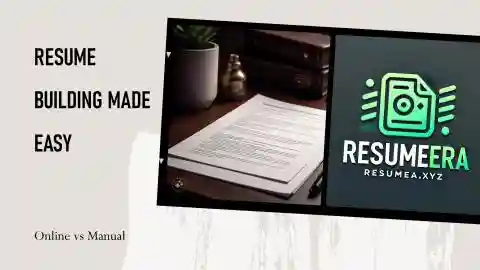 RESUME
BUILDING MADE
EASY
Online vs Manual
RESUMEERA
RESUMEA.XYZ